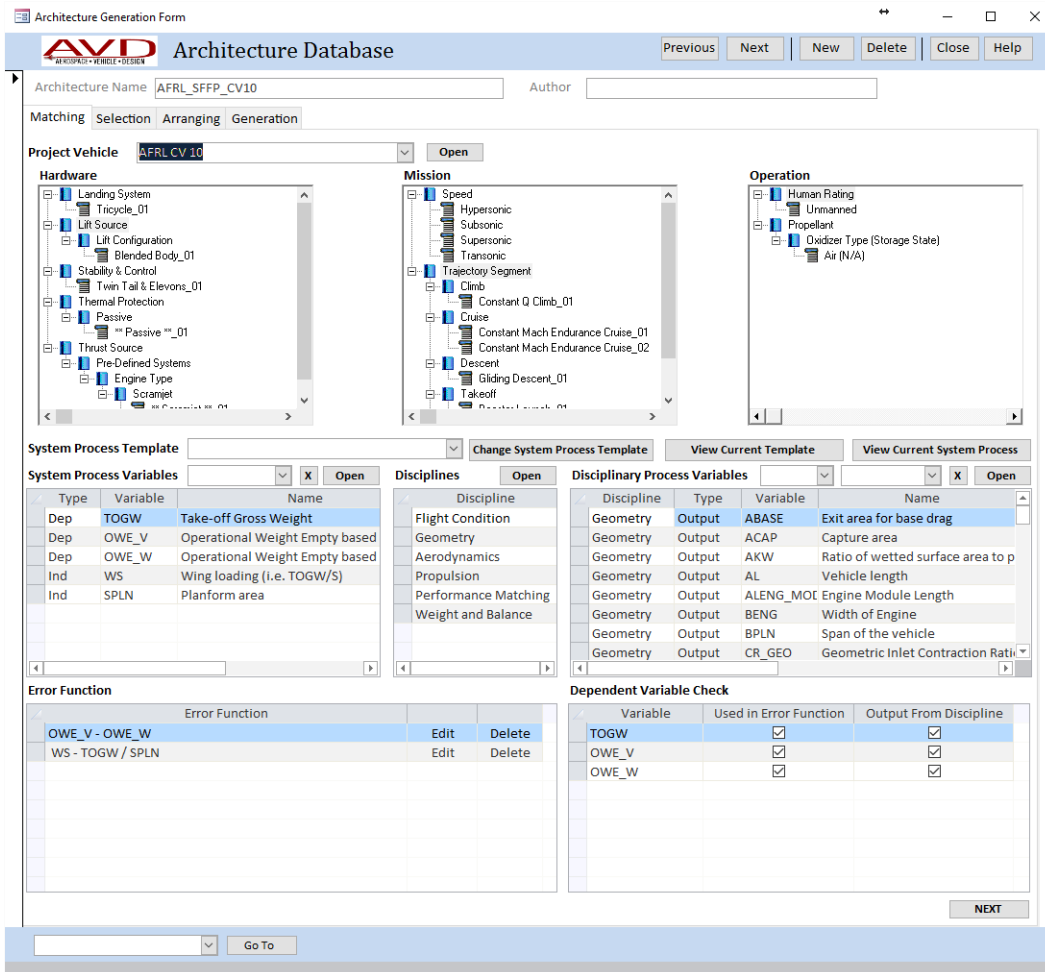 Architecture Generation Form
AVD
AEROSPACE • VEHICLE • DESIGN
Architecture Database
Previous Next New Delete Close Help
Architecture Name AFRL_SFFP_CV10 Author
Matching Selection Arranging Generation
Project Vehicle AFRL CV 10 Open
Hardware
Landing System
Tricycle_01
Lift Source
Lift Configuration
Blended Body_01
Stability & Control
Twin Tail & Elevons_01
Thermal Protection
Passive
** Passive **_01
Thrust Source
Pre-Defined Systems
Engine Type
Scramjet
Mission
Speed
Hypersonic
Subsonic
Supersonic
Transonic
Trajectory Segment
Climb
Constant Q Climb_01
Cruise
Constant Mach Endurance Cruise_01
Constant Mach Endurance Cruise_02
Descent
Gliding Descent_01
Takeoff
Operation
Human Rating
Unmanned
Propellant
Oxidizer Type (Storage State)
Air (N/A)
System Process Template Change System Process Template View Current Template View Current System Process
System Process Variables X Open
Type Variable Name
Dep TOGW Take-off Gross Weight
Dep OWE_V Operational Weight Empty based
Dep OWE_W Operational Weight Empty based
Ind WS Wing loading (i.e. TOGW/S)
Ind SPLN Planform area
Disciplines Open
Discipline
Flight Condition
Geometry
Aerodynamics
Propulsion
Performance Matching
Weight and Balance
Disciplinary Process Variables X Open
Discipline Type Variable Name
Geometry Output ABASE Exit area for base drag
Geometry Output ACAP Capture area
Geometry Output AKW Ratio of wetted surface area to p
Geometry Output AL Vehicle length
Geometry Output ALENG_MOD Engine Module Length
Geometry Output BENG Width of Engine
Geometry Output BPLN Span of the vehicle
Geometry Output CR_GEO Geometric Inlet Contraction Rati
Error Function
Error Function
OWE_V - OWE_W Edit Delete
WS - TOGW / SPLN Edit Delete
Dependent Variable Check
Variable Used in Error Function Output From Discipline
TOGW
OWE_V
OWE_W
NEXT
Go To